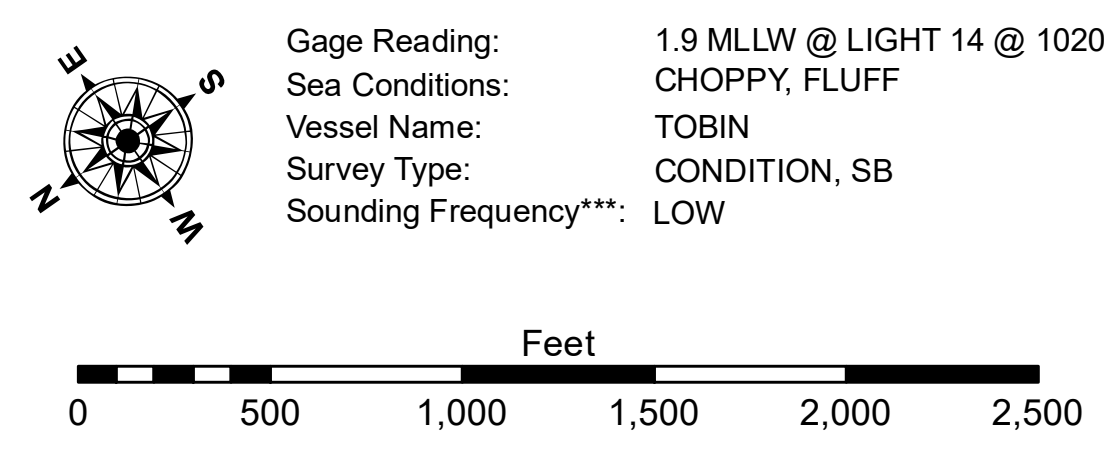 E
S
N
W
Gage Reading: 1.9 MLLW @ LIGHT 14 @ 1020
Sea Conditions: CHOPPY, FLUFF
Vessel Name: TOBIN
Survey Type: CONDITION, SB
Sounding Frequency***: LOW
Feet
0 500 1,000 1,500 2,000 2,500